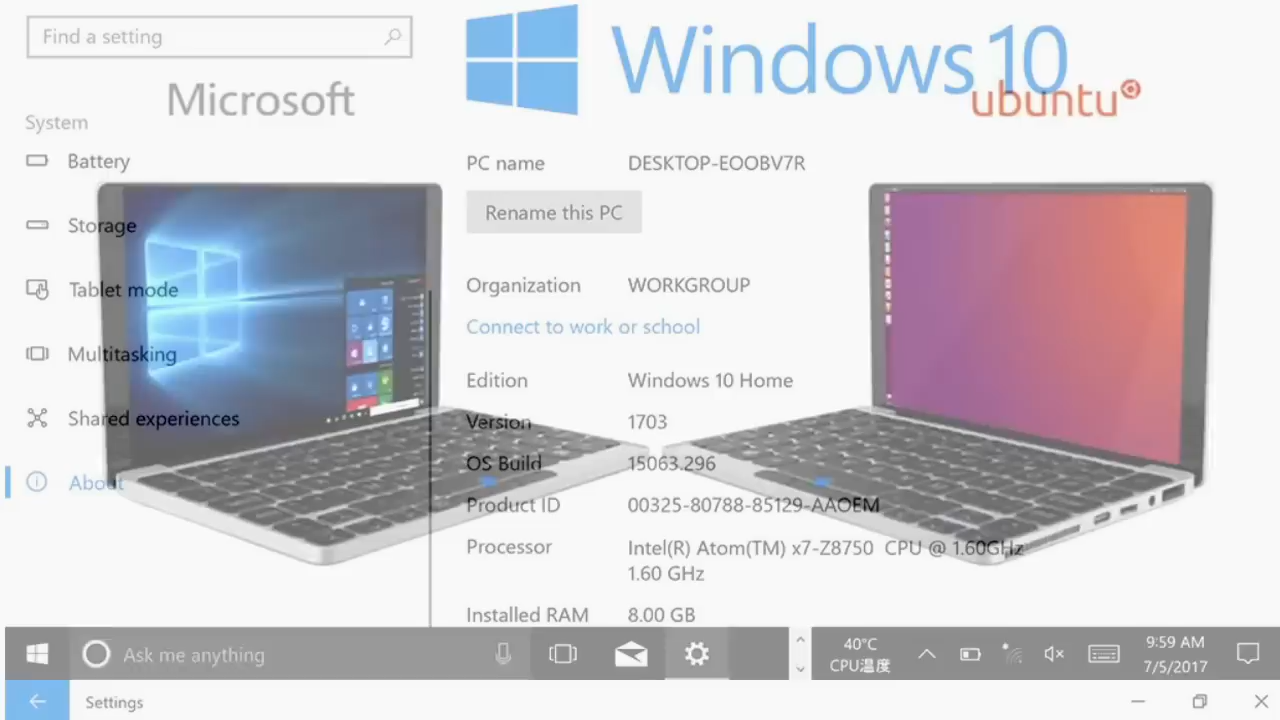 Find a setting
Windows 10
Microsoft
ubuntu
System
Battery
PC name DESKTOP-EOOBV7R
Rename this PC
Storage
Organization WORKGROUP
Tablet mode
Connect to work or school
Multitasking
Edition Windows 10 Home
Shared experiences
Version 1703
OS Build 15063.296
About
Product ID 00325-80788-85129-AAOEM
Processor Intel(R) Atom(TM) x7-Z8750 CPU @ 1.60GHz
1.60 GHz
Installed RAM 8.00 GB
Ask me anything
40°C
CPU温度
9:59 AM
7/5/2017
Settings